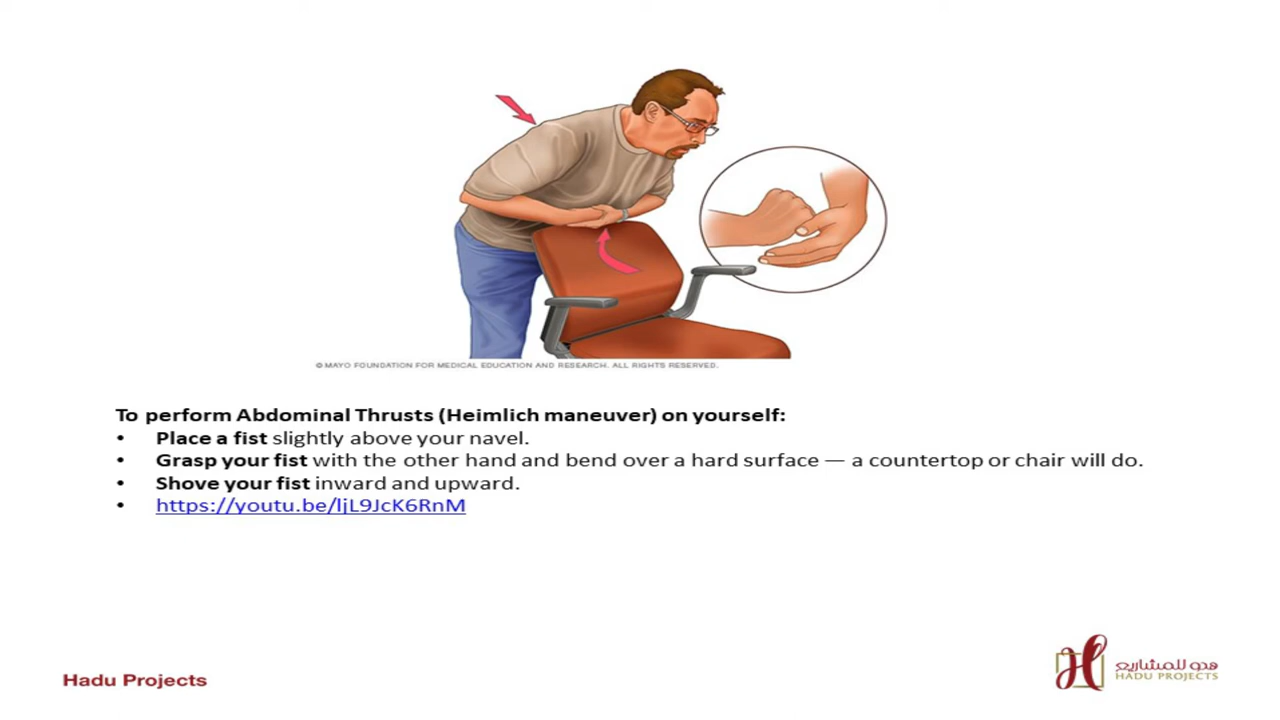 © MAYO FOUNDATION FOR MEDICAL EDUCATION AND RESEARCH. ALL RIGHTS RESERVED.
To perform Abdominal Thrusts (Heimlich maneuver) on yourself:
• Place a fist slightly above your navel.
• Grasp your fist with the other hand and bend over a hard surface — a countertop or chair will do.
• Shove your fist inward and upward.
• https://youtu.be/ljL9JcK6RnM
Hadu Projects
هدو للمشاريع
HADU PROJECTS